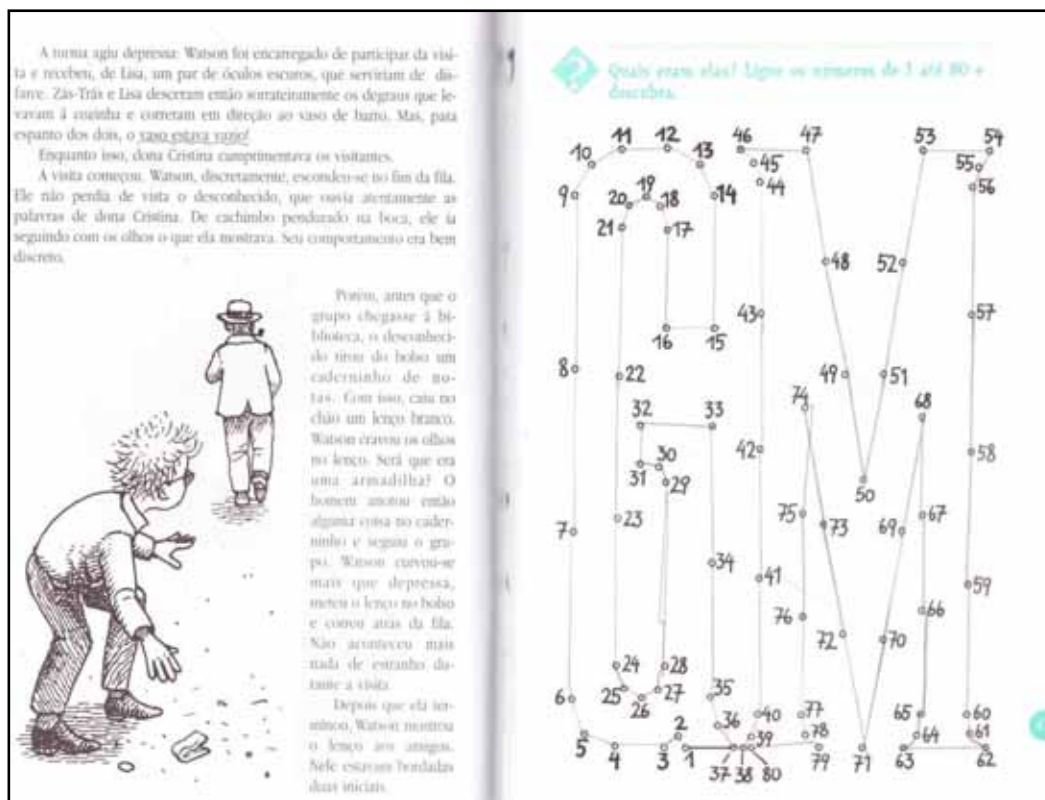 A turma agiu depressa: Watson foi encarregado de participar da visi-
ta e recebeu, de Lisa, um par de óculos escuros, que serviriam de dis-
farce. Zás-Trás e Lisa desceram então sorrateiramente os degraus que le-
vavam à cozinha e correram em direção ao vaso de barro. Mas, para
espanto dos dois, o vaso estava vazio!
Enquanto isso, dona Cristina cumprimentava os visitantes.
A visita começou. Watson, discretamente, escondeu-se no fim da fila.
Ele não perdia de vista o desconhecido, que ouvia atentamente as
palavras de dona Cristina. De cachimbo pendurado na boca, ele ia
seguindo com os olhos o que ela mostrava. Seu comportamento era bem
discreto.
Porém, antes que o
grupo chegasse à bi-
blioteca, o desconheci-
do tirou do bolso um
caderninho de no-
tas. Com isso, caiu no
chão um lenço branco.
Watson cravou os olhos
no lenço. Será que era
uma armadilha? O
homem anotou então
alguma coisa no cader-
ninho e seguiu o gru-
po. Watson curvou-se
mais que depressa,
meteu o lenço no bolso
e correu atrás da fila.
Não aconteceu mais
nada de estranho du-
rante a visita.
Depois que ela ter-
minou, Watson mostrou
o lenço aos amigos.
Nele estavam bordadas
duas iniciais.
?
Quais eram elas? Ligue os números de 1 até 80 e
descubra.
11 12 46 47 53 54
10 13 45 55
9 20 19 18 14 44 56
21 17
48 52
16 15 43 57
8 22 49 51
74 68
32 33
31 30 42 58
29 50
7 23 75 73 69 67
34 41 59
76 72 70 66
24 28
6 25 26 27 35 40 77 65 60
5 2 36 39 78 64 61
4 3 1 37 38 80 79 71 63 62